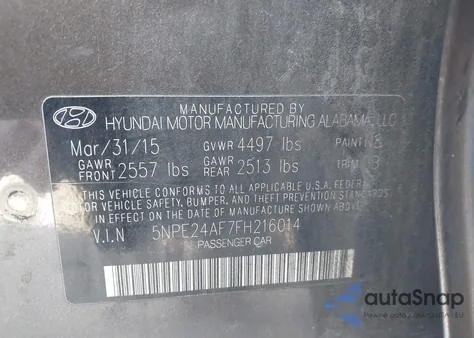 MANUFACTURED BY
HYUNDAI MOTOR MANUFACTURING ALABAMA, LLC
Mar/31/15 GVWR 4497 lbs PAINT
GAWR FRONT 2557 lbs GAWR REAR 2513 lbs TRIM
THIS VEHICLE CONFORMS TO ALL APPLICABLE U.S.A. FEDERAL
MOTOR VEHICLE SAFETY, BUMPER, AND THEFT PREVENTION STANDARDS
IN EFFECT ON THE DATE OF MANUFACTURE SHOWN ABOVE.
V.I.N 5NPE24AF7FH216014
PASSENGER CAR
autoSnap